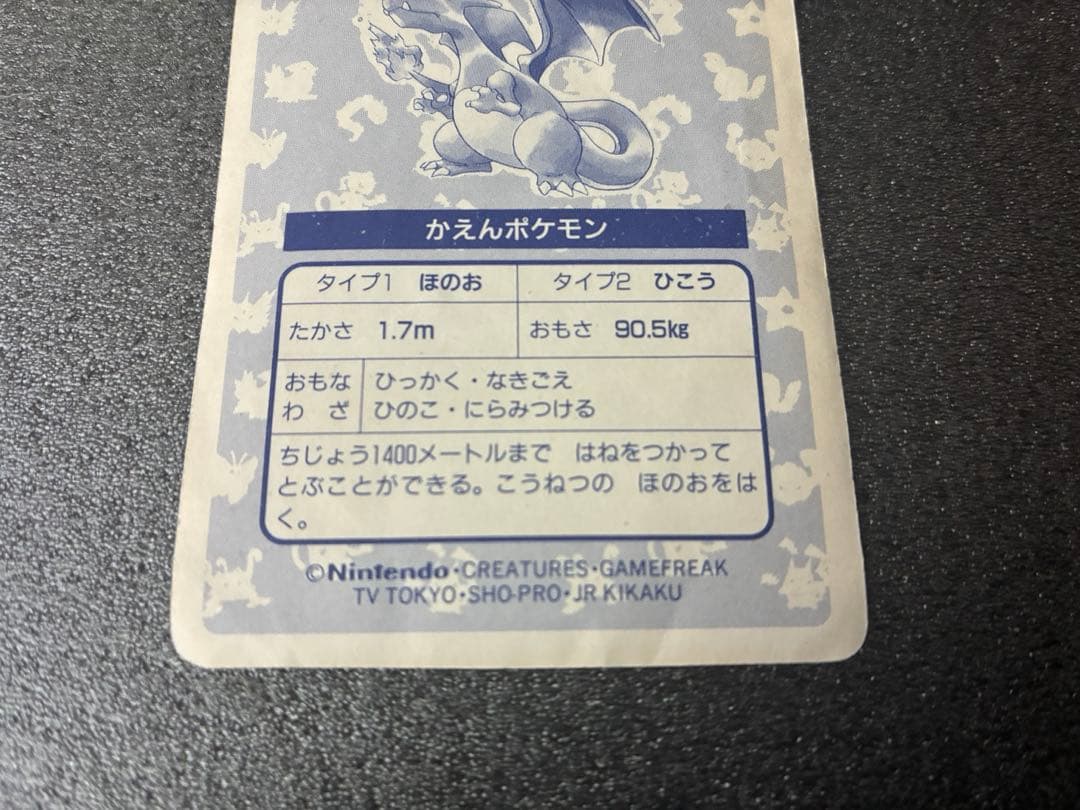 かえんポケモン
タイプ1 ほのお タイプ2 ひこう
たかさ 1.7m おもさ 90.5kg
おもな ひっかく・なきごえ
わ ざ ひのこ・にらみつける
ちじょう1400メートルまで はねをつかって
とぶことができる。こうねつの ほのおをは
く。
©Nintendo・CREATURES・GAMEFREAK
TV TOKYO・SHO-PRO・JR KIKAKU